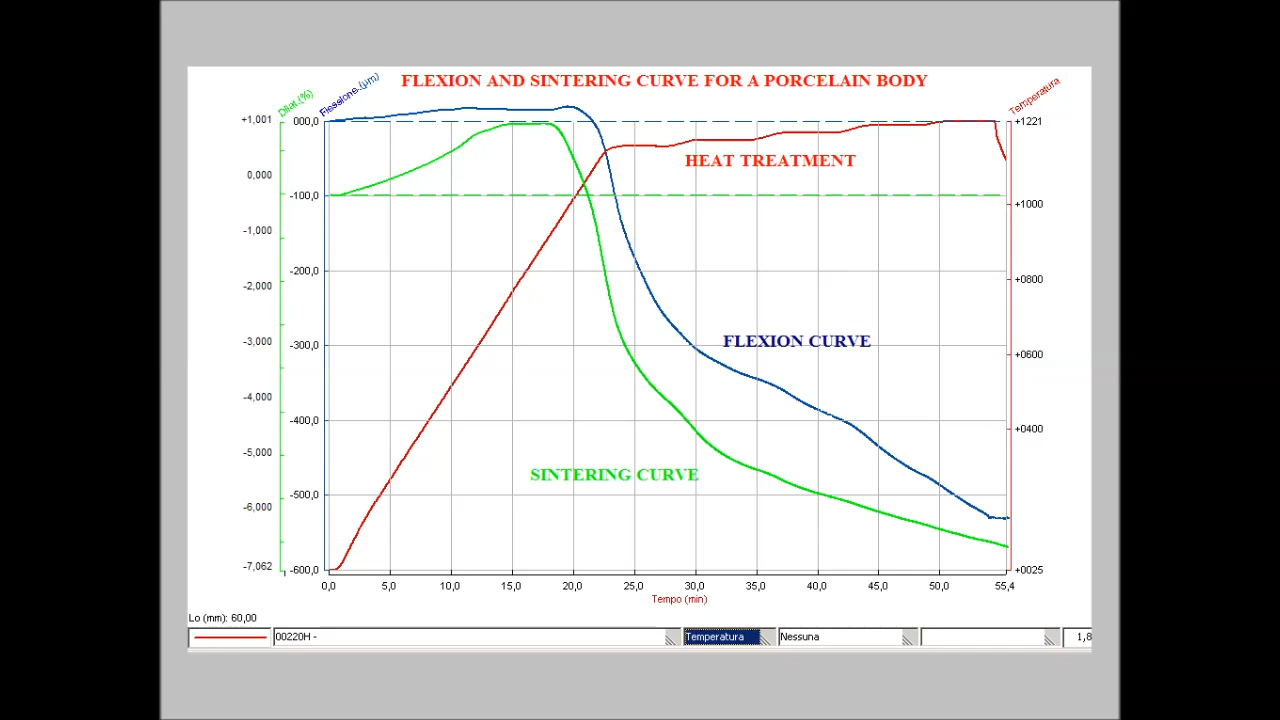 FLEXION AND SINTERING CURVE FOR A PORCELAIN BODY
Dilat.(%)
Flessione.(µm)
Temperatura
+1,001
0,000
-1,000
-2,000
-3,000
-4,000
-5,000
-6,000
-7,062
000,0
-100,0
-200,0
-300,0
-400,0
-500,0
-600,0
+1221
+1000
+0800
+0600
+0400
+0025
HEAT TREATMENT
FLEXION CURVE
SINTERING CURVE
0,0 5,0 10,0 15,0 20,0 25,0 30,0 35,0 40,0 45,0 50,0 55,4
Tempo (min)
Lo (mm): 60,00
00220H - Temperatura Nessuna 1,8